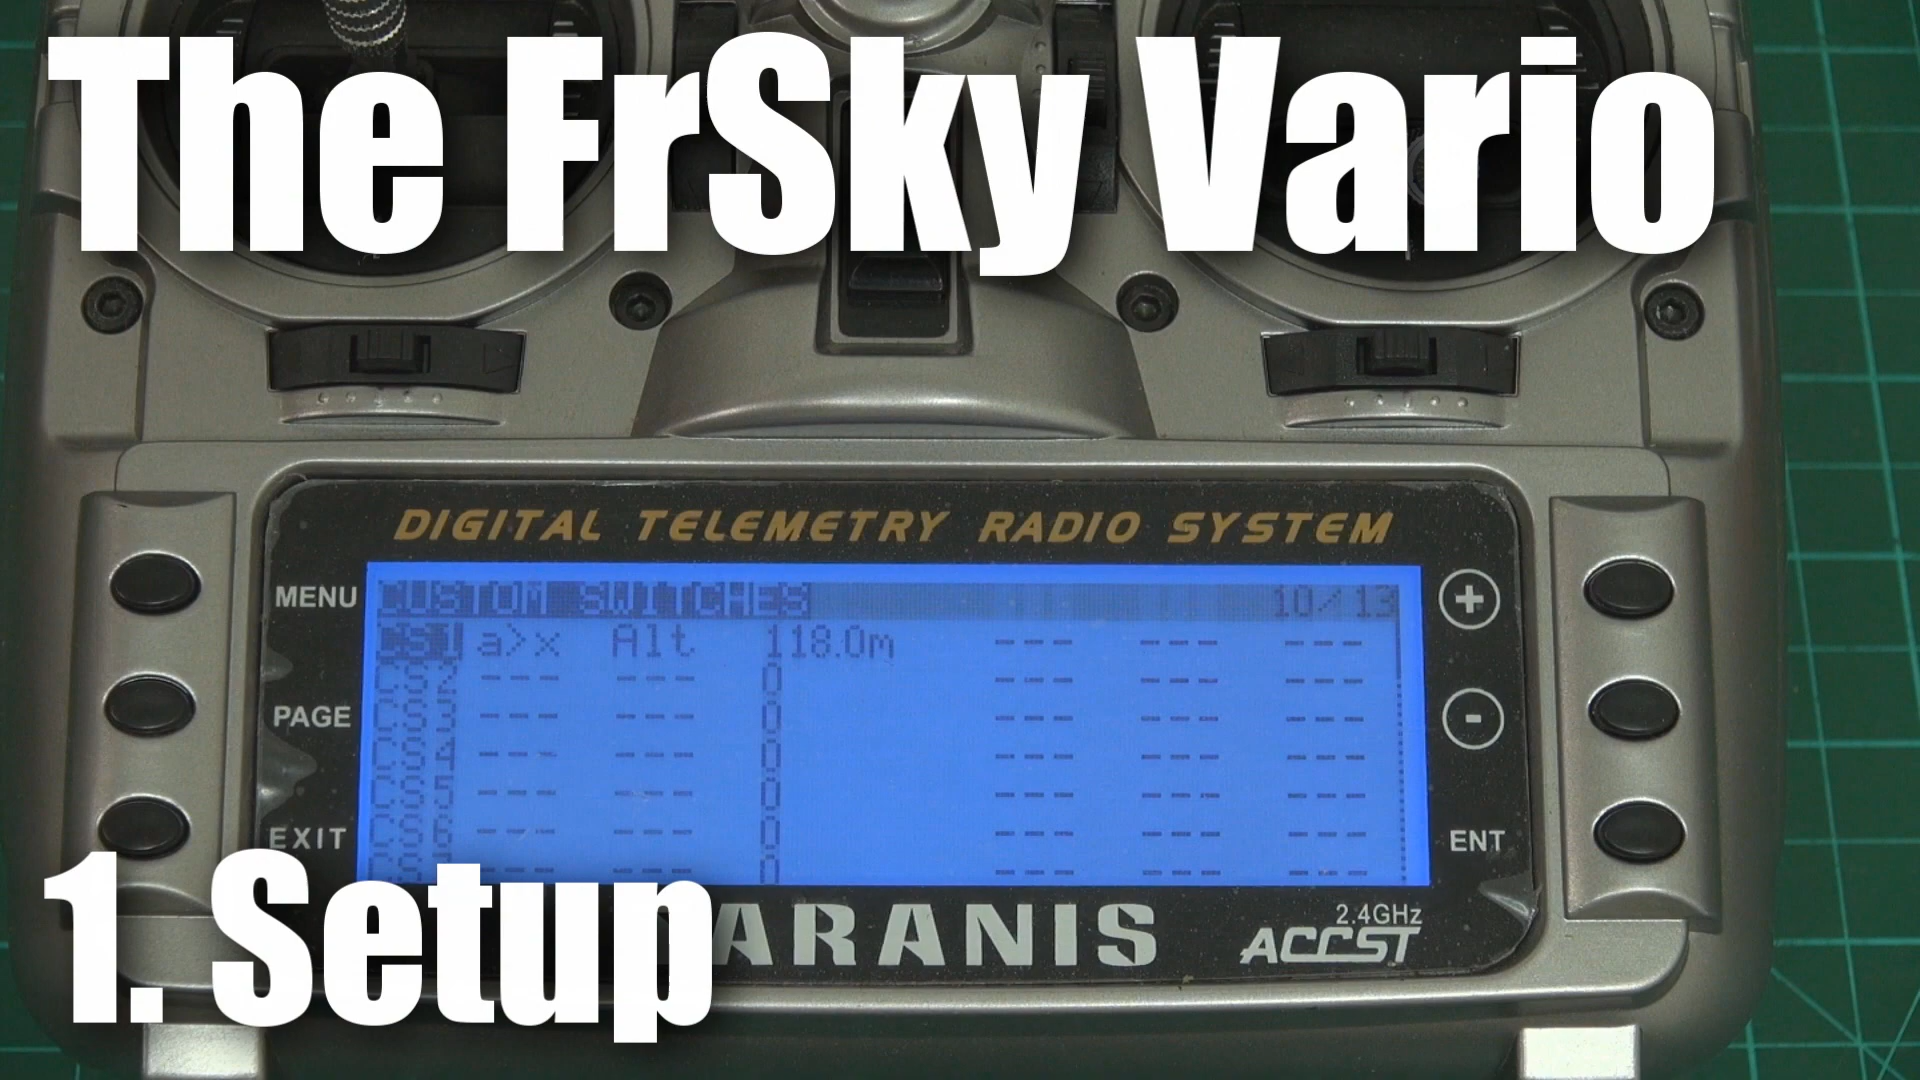 The FrSky Vario
DIGITAL TELEMETRY RADIO SYSTEM
MENU
PAGE
EXIT
CUSTOM SWITCHES 10/13
CS1 a>x Alt 118.0m --- --- ---
CS2 --- --- 0 --- --- ---
CS3 --- --- 0 --- --- ---
CS4 --- --- 0 --- --- ---
CS5 --- --- 0 --- --- ---
CS6 --- --- 0 --- --- ---
--- --- 0 --- --- ---
+
-
ENT
1. Setup
ARANIS
2.4GHz
ACCST